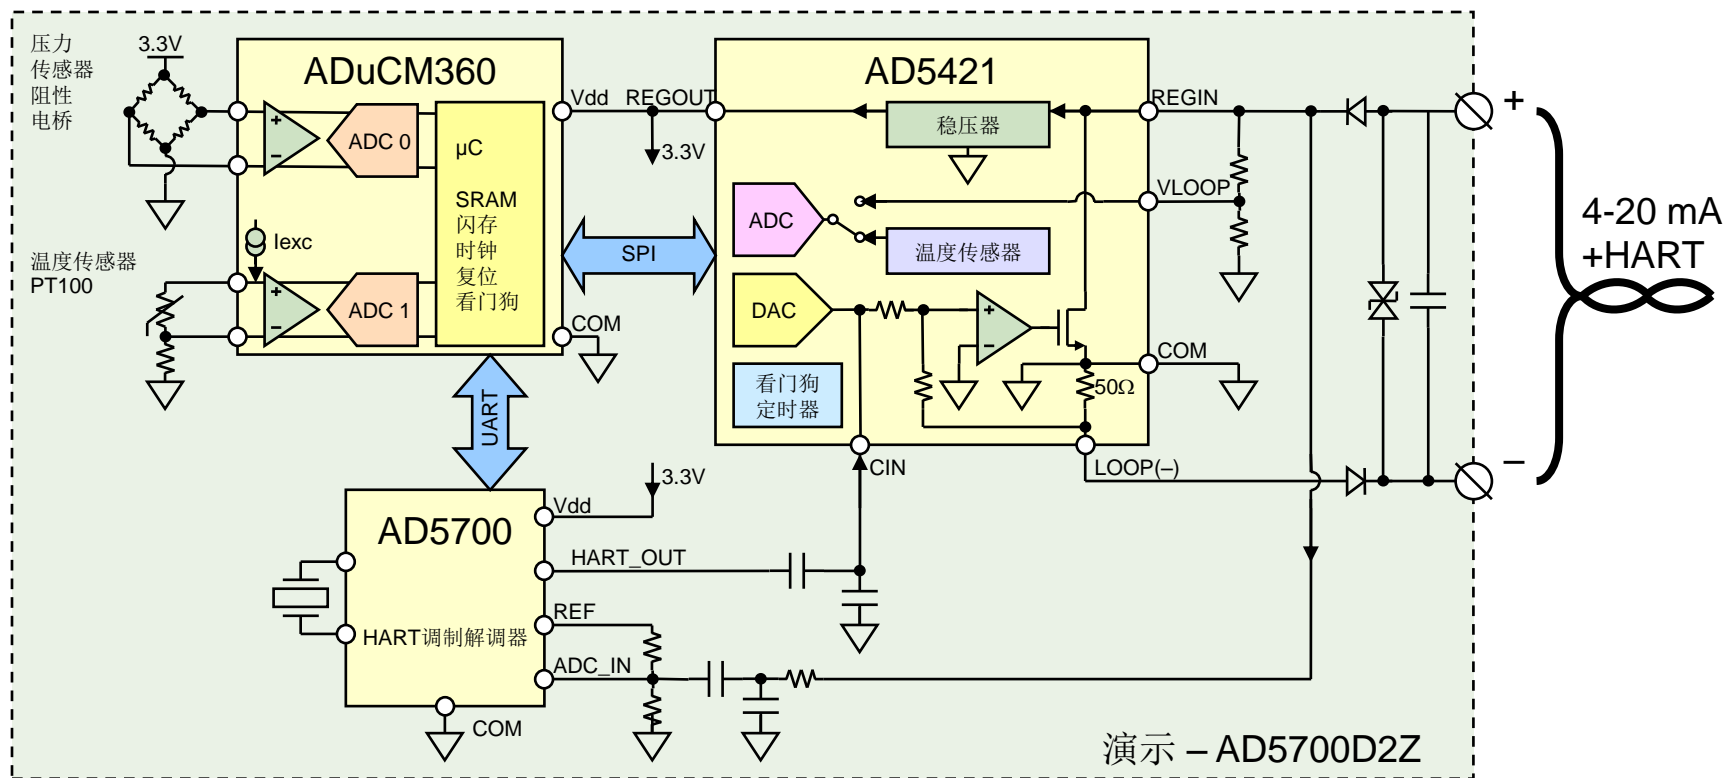 压力
传感器
阻性
电桥
3.3V
ADuCM360
+
−
ADC 0
µC
SRAM
闪存
时钟
复位
看门狗
Iexc
温度传感器
PT100
+
−
ADC 1
Vdd
REGOUT
3.3V
SPI
COM
UART
AD5421
稳压器
REGIN
ADC
VLOOP
温度传感器
DAC
+
−
看门狗
定时器
COM
50Ω
CIN
LOOP(–)
+
4-20 mA
+HART
–
AD5700
Vdd
3.3V
HART_OUT
REF
HART调制解调器
ADC_IN
COM
演示 – AD5700D2Z